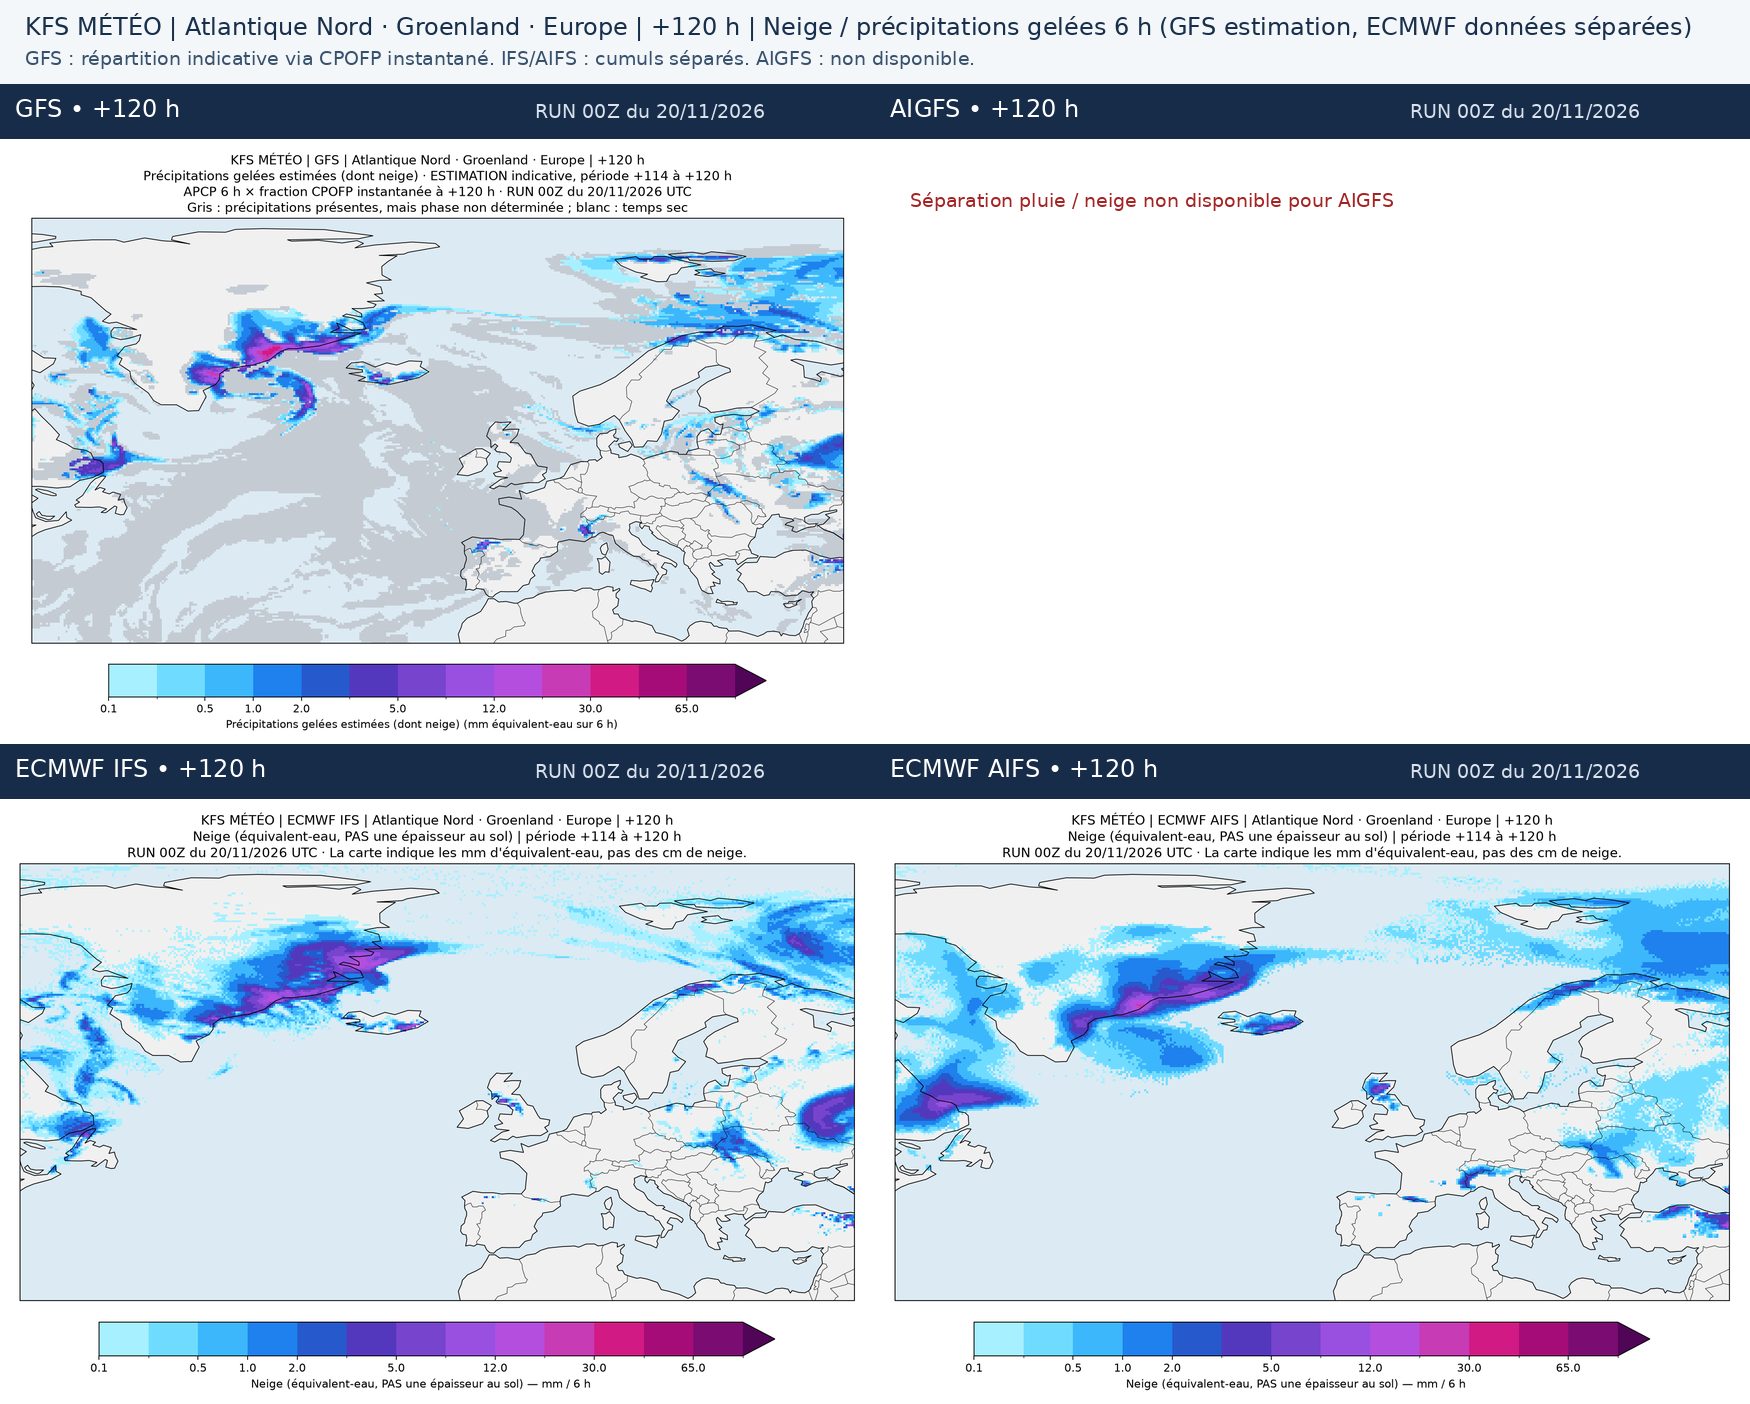 KFS MÉTÉO | Atlantique Nord · Groenland · Europe | +120 h | Neige / précipitations gelées 6 h (GFS estimation, ECMWF données séparées)
GFS : répartition indicative via CPOFP instantané. IFS/AIFS : cumuls séparés. AIGFS : non disponible.
GFS • +120 h
RUN 00Z du 20/11/2026
AIGFS • +120 h
RUN 00Z du 20/11/2026
KFS MÉTÉO | GFS | Atlantique Nord · Groenland · Europe | +120 h
Précipitations gelées estimées (dont neige) · ESTIMATION indicative, période +114 à +120 h
APCP 6 h × fraction CPOFP instantanée à +120 h · RUN 00Z du 20/11/2026 UTC
Gris : précipitations présentes, mais phase non déterminée ; blanc : temps sec
Séparation pluie / neige non disponible pour AIGFS
0.1 0.5 1.0 2.0 5.0 12.0 30.0 65.0
Précipitations gelées estimées (dont neige) (mm équivalent-eau sur 6 h)
ECMWF IFS • +120 h
RUN 00Z du 20/11/2026
ECMWF AIFS • +120 h
RUN 00Z du 20/11/2026
KFS MÉTÉO | ECMWF IFS | Atlantique Nord · Groenland · Europe | +120 h
Neige (équivalent-eau, PAS une épaisseur au sol) | période +114 à +120 h
RUN 00Z du 20/11/2026 UTC · La carte indique les mm d'équivalent-eau, pas des cm de neige.
KFS MÉTÉO | ECMWF AIFS | Atlantique Nord · Groenland · Europe | +120 h
Neige (équivalent-eau, PAS une épaisseur au sol) | période +114 à +120 h
RUN 00Z du 20/11/2026 UTC · La carte indique les mm d'équivalent-eau, pas des cm de neige.
0.1 0.5 1.0 2.0 5.0 12.0 30.0 65.0
Neige (équivalent-eau, PAS une épaisseur au sol) — mm / 6 h
0.1 0.5 1.0 2.0 5.0 12.0 30.0 65.0
Neige (équivalent-eau, PAS une épaisseur au sol) — mm / 6 h